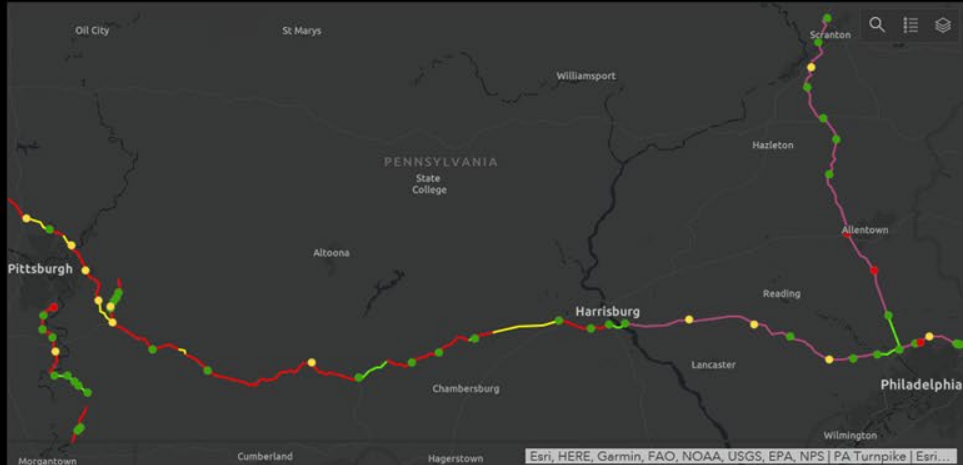 Oil City
St Marys
Scranton
Williamsport
Hazleton
PENNSYLVANIA
State
College
Allentown
Altoona
Pittsburgh
Reading
Harrisburg
Lancaster
Chambersburg
Philadelphia
Wilmington
Morgantown
Cumberland
Hagerstown
Esri, HERE, Garmin, FAO, NOAA, USGS, EPA, NPS | PA Turnpike | Esri...